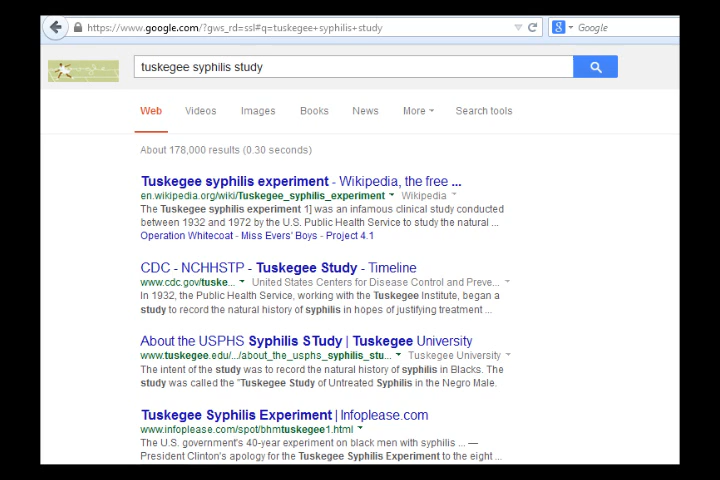 https://www.google.com/?gws_rd=ssl#q=tuskegee+syphilis+study
Google
tuskegee syphilis study
Web Videos Images Books News More Search tools
About 178,000 results (0.30 seconds)
Tuskegee syphilis experiment - Wikipedia, the free ...
en.wikipedia.org/wiki/Tuskegee_syphilis_experiment Wikipedia
The Tuskegee syphilis experiment 1] was an infamous clinical study conducted
between 1932 and 1972 by the U.S. Public Health Service to study the natural ...
Operation Whitecoat - Miss Evers' Boys - Project 4.1
CDC - NCHHSTP - Tuskegee Study - Timeline
www.cdc.gov/tuske... United States Centers for Disease Control and Preve...
In 1932, the Public Health Service, working with the Tuskegee Institute, began a
study to record the natural history of syphilis in hopes of justifying treatment ...
About the USPHS Syphilis STudy | Tuskegee University
www.tuskegee.edu/.../about_the_usphs_syphilis_stu... Tuskegee University
The intent of the study was to record the natural history of syphilis in Blacks. The
study was called the "Tuskegee Study of Untreated Syphilis in the Negro Male.
Tuskegee Syphilis Experiment | Infoplease.com
www.infoplease.com/spot/bhmtuskegee1.html
The U.S. government's 40-year experiment on black men with syphilis ... —
President Clinton's apology for the Tuskegee Syphilis Experiment to the eight ...